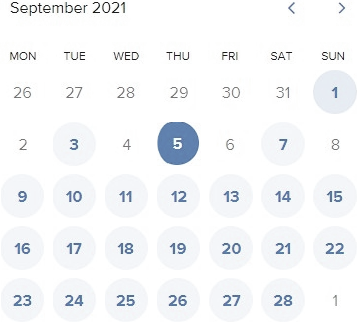 September 2021
MON TUE WED THU FRI SAT SUN
26 27 28 29 30 31 1
2 3 4 5 6 7 8
9 10 11 12 13 14 15
16 17 18 19 20 21 22
23 24 25 26 27 28 1